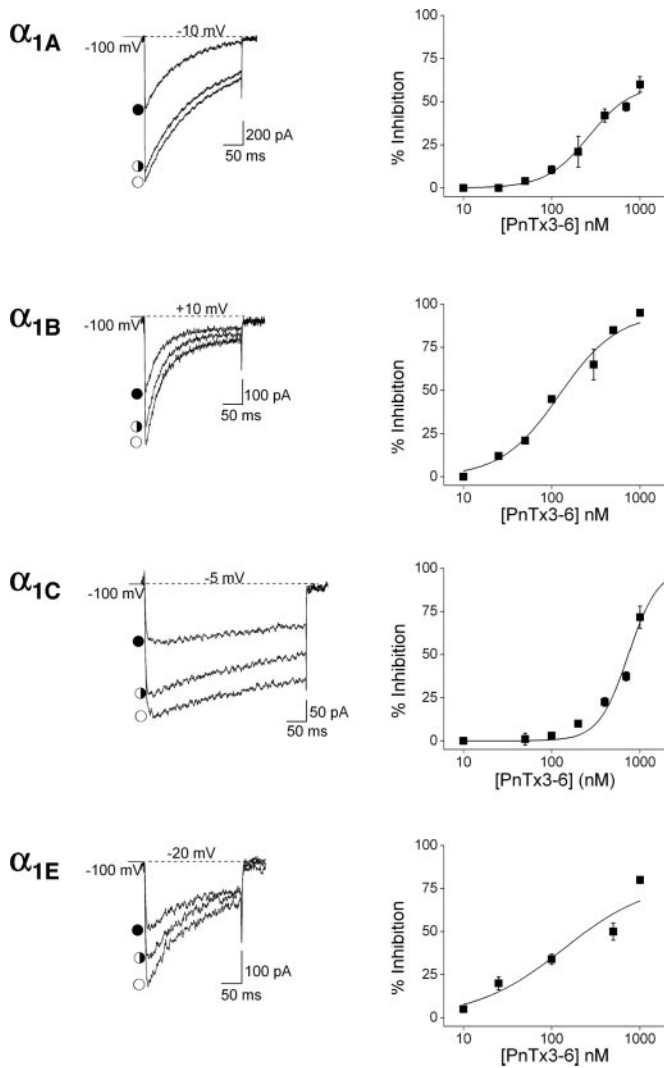 α1A
-100 mV
-10 mV
200 pA
50 ms
% Inhibition
100
75
50
25
0
10
100
1000
[PnTx3-6] nM
α1B
-100 mV
+10 mV
100 pA
50 ms
% Inhibition
100
75
50
25
0
10
100
1000
[PnTx3-6] nM
α1C
-100 mV
-5 mV
50 pA
50 ms
% Inhibition
100
75
50
25
0
10
100
1000
[PnTx3-6] (nM)
α1E
-100 mV
-20 mV
100 pA
50 ms
% Inhibition
100
75
50
25
0
10
100
1000
[PnTx3-6] nM